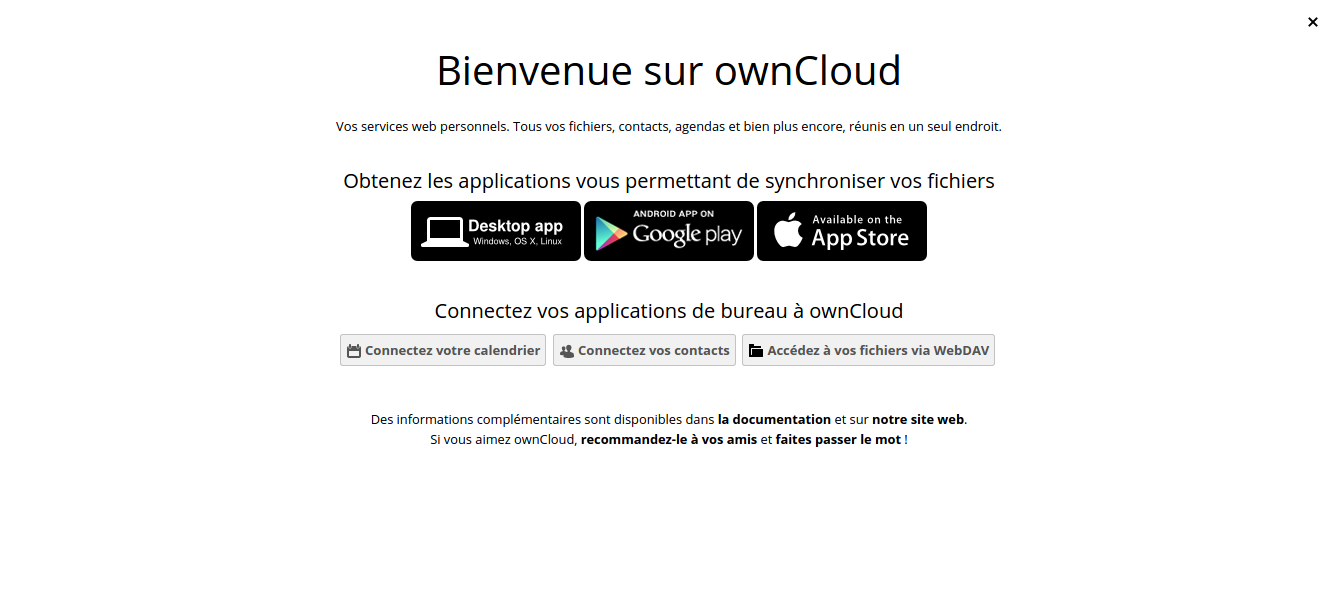 Bienvenue sur ownCloud
Vos services web personnels. Tous vos fichiers, contacts, agendas et bien plus encore, réunis en un seul endroit.
Obtenez les applications vous permettant de synchroniser vos fichiers
Desktop app
Windows, OS X, Linux
ANDROID APP ON
Google play
Available on the
App Store
Connectez vos applications de bureau à ownCloud
Connectez votre calendrier
Connectez vos contacts
Accédez à vos fichiers via WebDAV
Des informations complémentaires sont disponibles dans la documentation et sur notre site web.
Si vous aimez ownCloud, recommandez-le à vos amis et faites passer le mot !